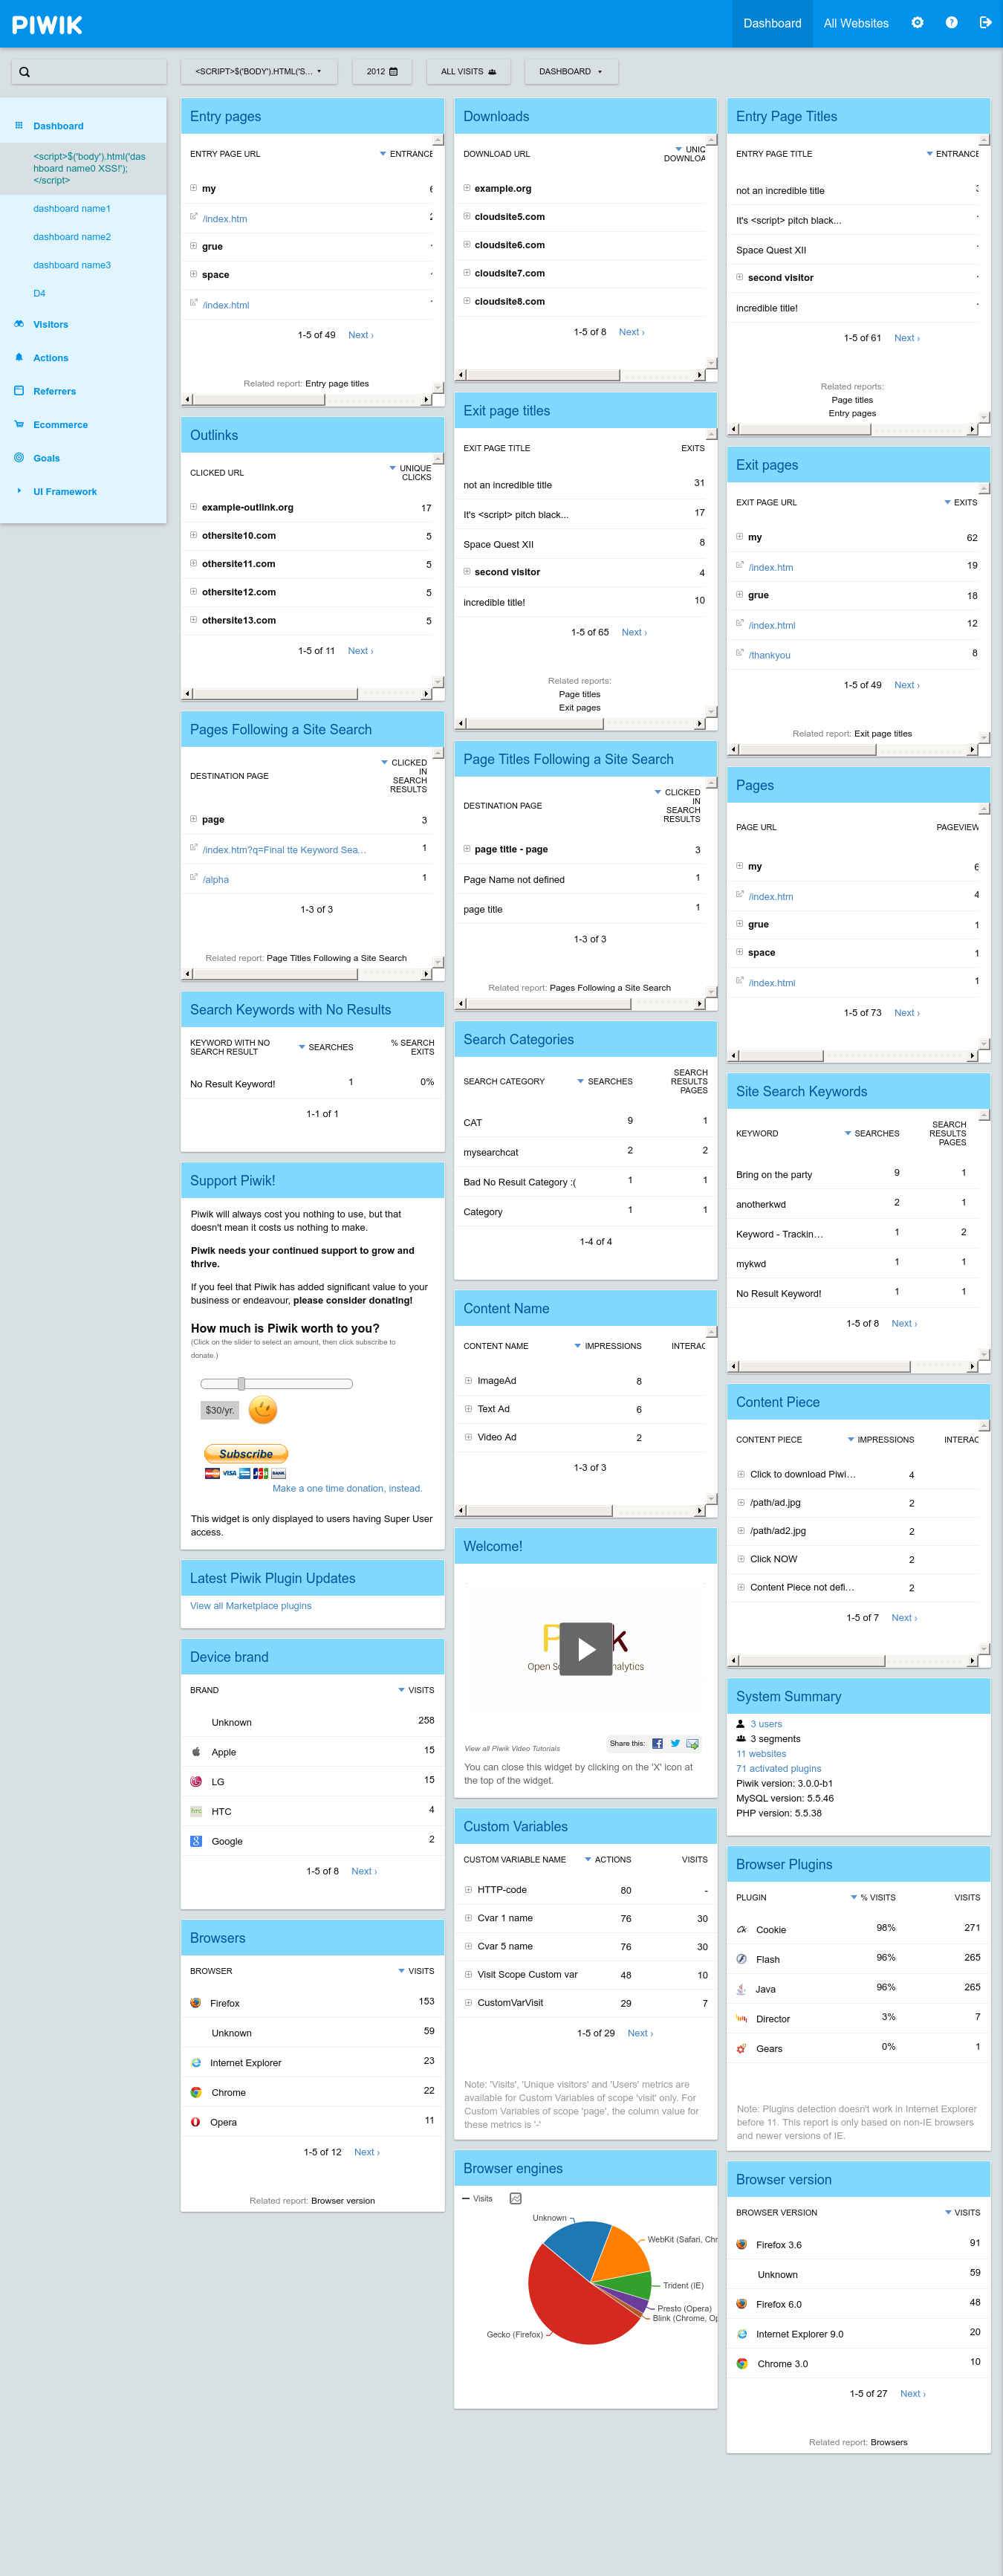 PIWIK
Dashboard
All Websites
<SCRIPT>$('BODY').HTML('S...
2012
ALL VISITS
DASHBOARD
Dashboard
<script>$('body').html('das
hboard name0 XSS!');
</script>
dashboard name1
dashboard name2
dashboard name3
D4
Visitors
Actions
Referrers
Ecommerce
Goals
UI Framework
Entry pages
ENTRY PAGE URL ENTRANCE
my
/index.htm
grue
space
/index.html
1-5 of 49 Next ›
Related report: Entry page titles
Outlinks
CLICKED URL UNIQUE
CLICKS
example-outlink.org 17
othersite10.com 5
othersite11.com 5
othersite12.com 5
othersite13.com 5
1-5 of 11 Next ›
Pages Following a Site Search
DESTINATION PAGE CLICKED
IN
SEARCH
RESULTS
page 3
/index.htm?q=Final tte Keyword Sea... 1
/alpha 1
1-3 of 3
Related report: Page Titles Following a Site Search
Search Keywords with No Results
KEYWORD WITH NO
SEARCH RESULT SEARCHES % SEARCH
EXITS
No Result Keyword! 1 0%
1-1 of 1
Support Piwik!
Piwik will always cost you nothing to use, but that
doesn't mean it costs us nothing to make.
Piwik needs your continued support to grow and
thrive.
If you feel that Piwik has added significant value to your
business or endeavour, please consider donating!
How much is Piwik worth to you?
(Click on the slider to select an amount, then click subscribe to
donate.)
$30/yr.
Subscribe
VISA
Make a one time donation, instead.
This widget is only displayed to users having Super User
access.
Latest Piwik Plugin Updates
View all Marketplace plugins
Device brand
BRAND VISITS
Unknown 258
Apple 15
LG 15
HTC 4
Google 2
1-5 of 8 Next ›
Browsers
BROWSER VISITS
Firefox 153
Unknown 59
Internet Explorer 23
Chrome 22
Opera 11
1-5 of 12 Next ›
Related report: Browser version
Downloads
DOWNLOAD URL UNIQ
DOWNLOA
example.org
cloudsite5.com
cloudsite6.com
cloudsite7.com
cloudsite8.com
1-5 of 8 Next ›
Exit page titles
EXIT PAGE TITLE EXITS
not an incredible title 31
It's <script> pitch black... 17
Space Quest XII 8
second visitor 4
incredible title! 10
1-5 of 65 Next ›
Related reports:
Page titles
Exit pages
Page Titles Following a Site Search
DESTINATION PAGE CLICKED
IN
SEARCH
RESULTS
page title - page 3
Page Name not defined 1
page title 1
1-3 of 3
Related report: Pages Following a Site Search
Search Categories
SEARCH CATEGORY SEARCHES SEARCH
RESULTS
PAGES
CAT 9 1
mysearchcat 2 2
Bad No Result Category :( 1 1
Category 1 1
1-4 of 4
Content Name
CONTENT NAME IMPRESSIONS INTERAC
ImageAd 8
Text Ad 6
Video Ad 2
1-3 of 3
Welcome!
View all Piwik Video Tutorials
Share this:
You can close this widget by clicking on the 'X' icon at
the top of the widget.
Custom Variables
CUSTOM VARIABLE NAME ACTIONS VISITS
HTTP-code 80 -
Cvar 1 name 76 30
Cvar 5 name 76 30
Visit Scope Custom var 48 10
CustomVarVisit 29 7
1-5 of 29 Next ›
Note: 'Visits', 'Unique visitors' and 'Users' metrics are
available for Custom Variables of scope 'visit' only. For
Custom Variables of scope 'page', the column value for
these metrics is '-'
Browser engines
Visits
Unknown
WebKit (Safari, Chr
Trident (IE)
Presto (Opera)
Blink (Chrome, Op
Gecko (Firefox)
Entry Page Titles
ENTRY PAGE TITLE ENTRANCE
not an incredible title
It's <script> pitch black...
Space Quest XII
second visitor
incredible title!
1-5 of 61 Next ›
Related reports:
Page titles
Entry pages
Exit pages
EXIT PAGE URL EXITS
my 62
/index.htm 19
grue 18
/index.html 12
/thankyou 8
1-5 of 49 Next ›
Related report: Exit page titles
Pages
PAGE URL PAGEVIEW
my
/index.htm
grue
space
/index.html
1-5 of 73 Next ›
Site Search Keywords
KEYWORD SEARCHES SEARCH
RESULTS
PAGES
Bring on the party 9 1
anotherkwd 2 1
Keyword - Trackin... 1 2
mykwd 1 1
No Result Keyword! 1 1
1-5 of 8 Next ›
Content Piece
CONTENT PIECE IMPRESSIONS INTERAC
Click to download Piwi... 4
/path/ad.jpg 2
/path/ad2.jpg 2
Click NOW 2
Content Piece not defi... 2
1-5 of 7 Next ›
System Summary
3 users
3 segments
11 websites
71 activated plugins
Piwik version: 3.0.0-b1
MySQL version: 5.5.46
PHP version: 5.5.38
Browser Plugins
PLUGIN % VISITS VISITS
Cookie 98% 271
Flash 96% 265
Java 96% 265
Director 3% 7
Gears 0% 1
Note: Plugins detection doesn't work in Internet Explorer
before 11. This report is only based on non-IE browsers
and newer versions of IE.
Browser version
BROWSER VERSION VISITS
Firefox 3.6 91
Unknown 59
Firefox 6.0 48
Internet Explorer 9.0 20
Chrome 3.0 10
1-5 of 27 Next ›
Related report: Browsers